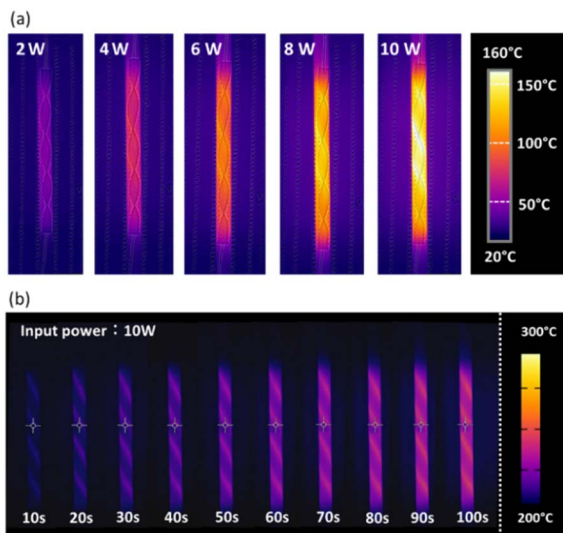 (a)
2 W 4 W 6 W 8 W 10 W
160°C
150°C
100°C
50°C
20°C
(b)
Input power：10W
300°C
10s 20s 30s 40s 50s 60s 70s 80s 90s 100s
200°C